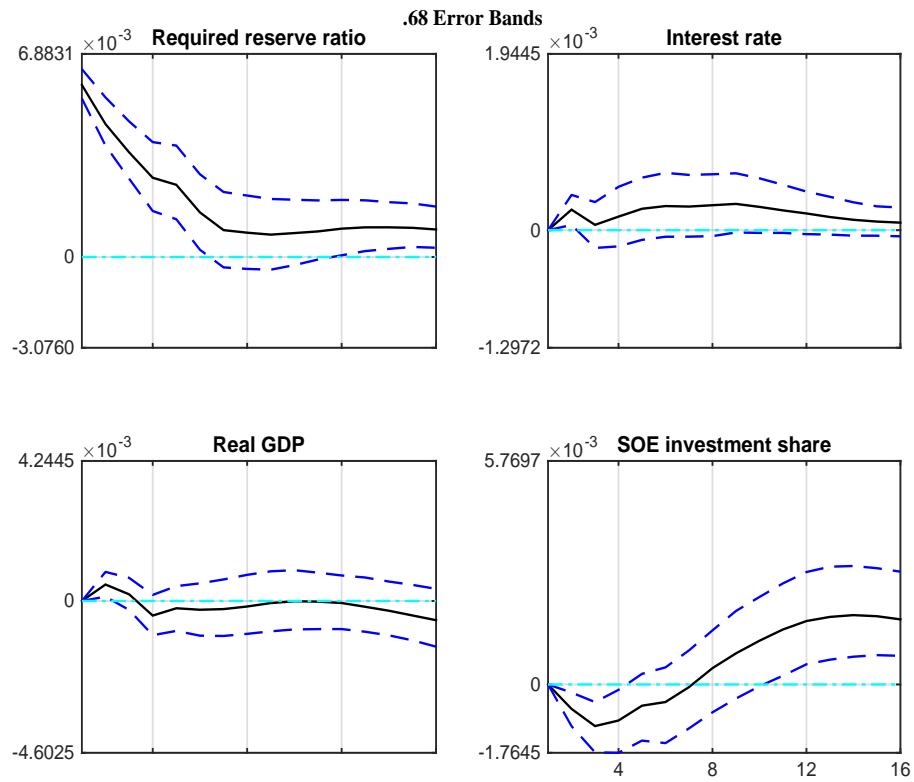 .68 Error Bands
×10-3
Required reserve ratio
6.8831
0
-3.0760
×10-3
Interest rate
1.9445
0
-1.2972
×10-3
Real GDP
4.2445
0
-4.6025
×10-3
SOE investment share
5.7697
0
-1.7645
4 8 12 16